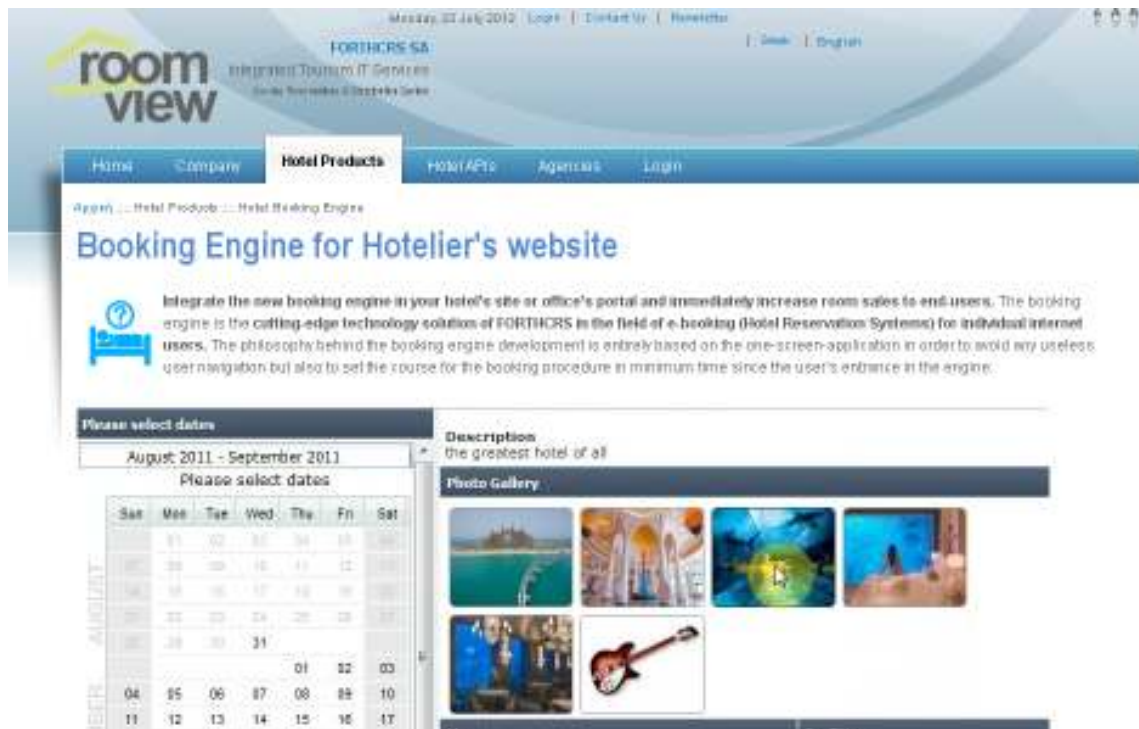 Monday, 2012 Login | Contact Us | Newsletter
| English
room
view
FORTHCRS SA
Integrated Tourism IT Services
Home Company Hotel Products Hotel APIs Agencies Login
:: Hotel Products :: Hotel Booking Engine
Booking Engine for Hotelier's website
Integrate the new booking engine in your hotel's site or office's portal and immediately increase room sales to end-users. The booking
engine is the cutting-edge technology solution of FORTHCRS in the field of e-booking (Hotel Reservation Systems) for individual internet
users. The philosophy behind the booking engine development is entirely based on the one-screen-application in order to avoid any useless
user navigation but also to set the course for the booking procedure in minimum time since the user's entrance in the engine.
Please select dates
August 2011 - September 2011
Please select dates
Sun Mon Tue Wed Thu Fri Sat
AUGUST
31
01 02 03
04 05 06 07 08 09 10
11 12 13 14 15 16 17
Description
the greatest hotel of all
Photo Gallery